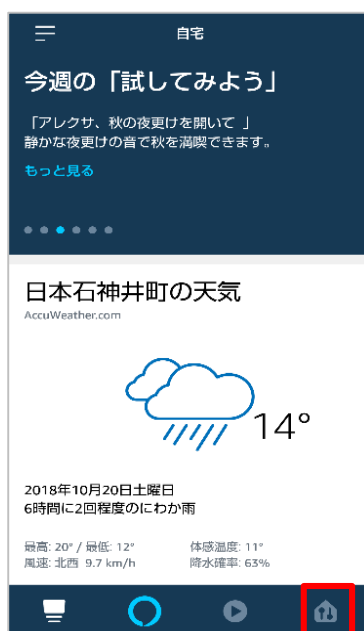 自宅
今週の「試してみよう」
「アレクサ、秋の夜更けを開いて 」
静かな夜更けの音で秋を満喫できます。
もっと見る
日本石神井町の天気
AccuWeather.com
14°
2018年10月20日土曜日
6時間に2回程度のにわか雨
最高: 20° / 最低: 12° 体感温度: 11°
風速: 北西 9.7 km/h 降水確率: 63%